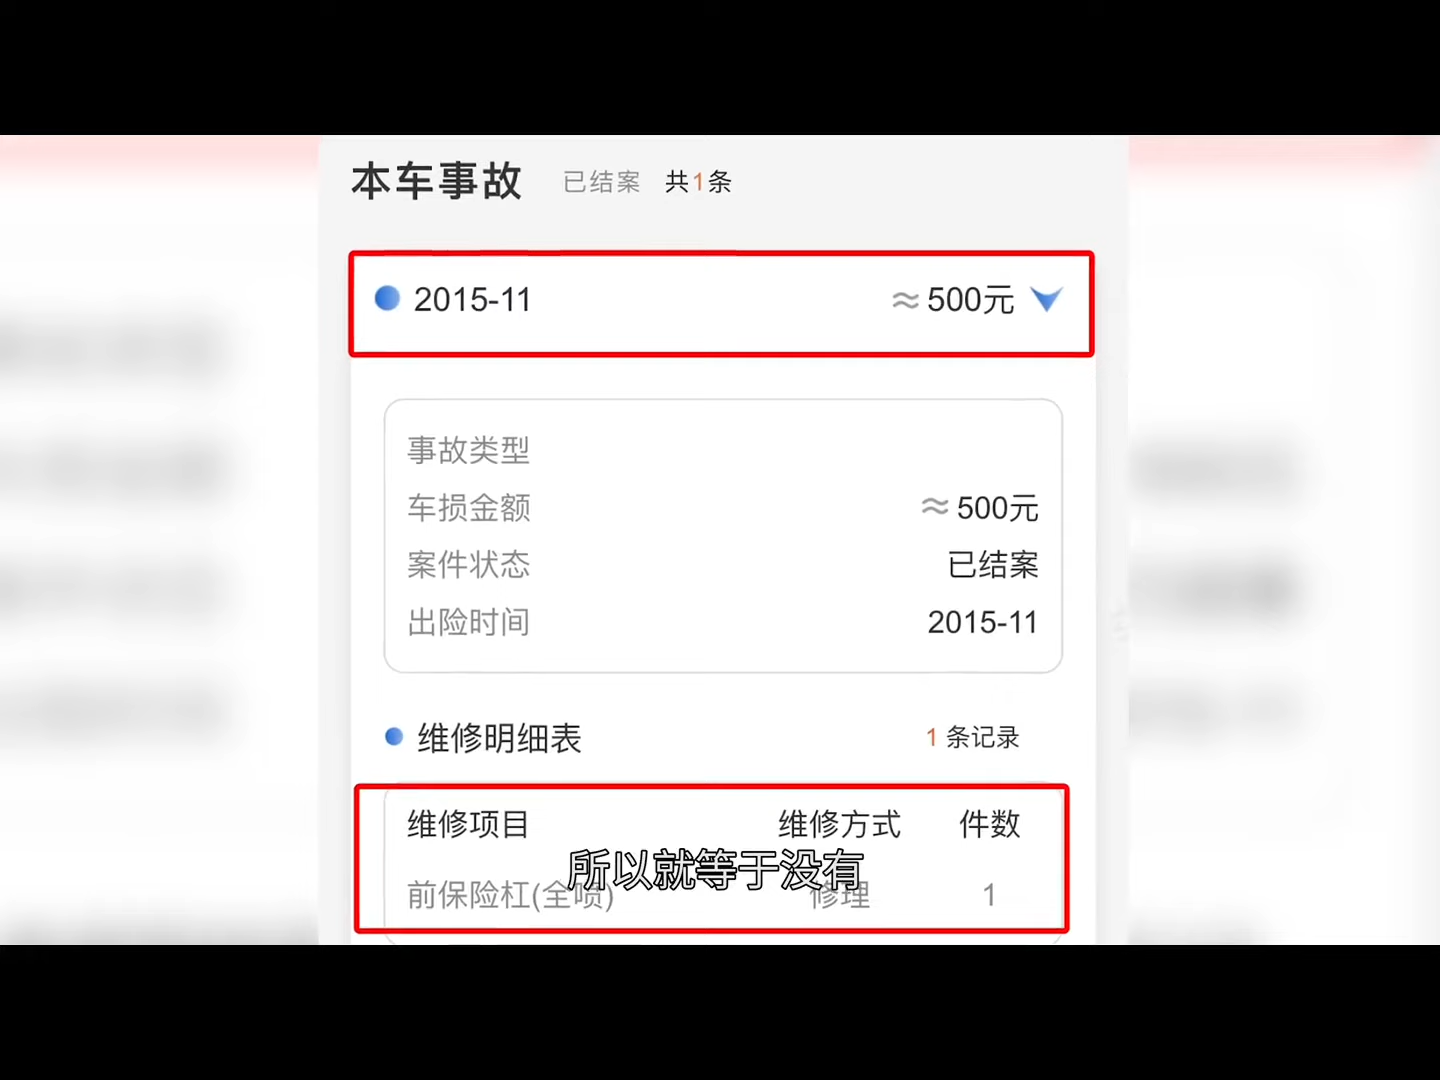 本车事故 已结案 共1条
2015-11 ≈500元
事故类型
车损金额 ≈500元
案件状态 已结案
出险时间 2015-11
维修明细表 1 条记录
维修项目 维修方式 件数
所以就等于没有
前保险杠(全喷) 修理 1